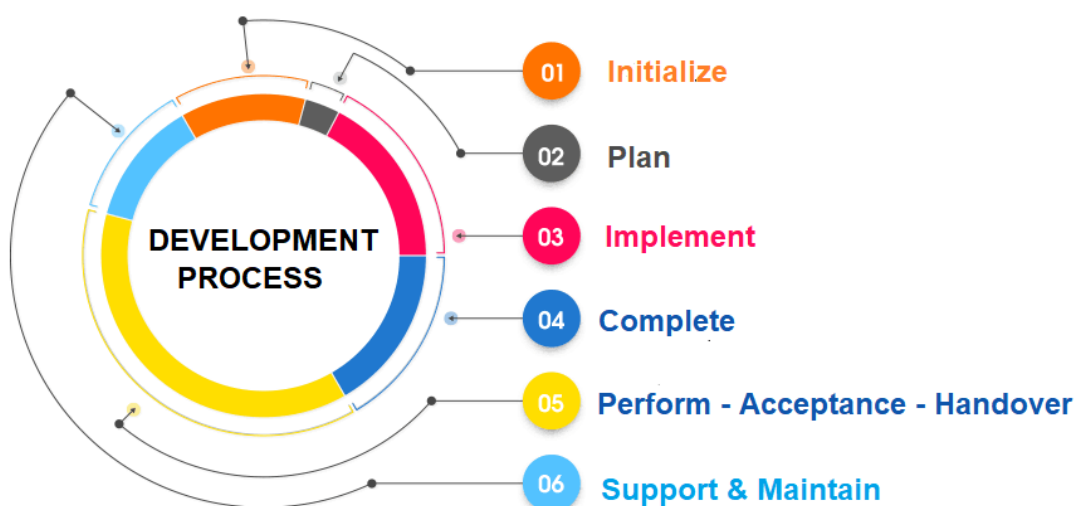 DEVELOPMENT
PROCESS
01 Initialize
02 Plan
03 Implement
04 Complete
05 Perform - Acceptance - Handover
06 Support & Maintain